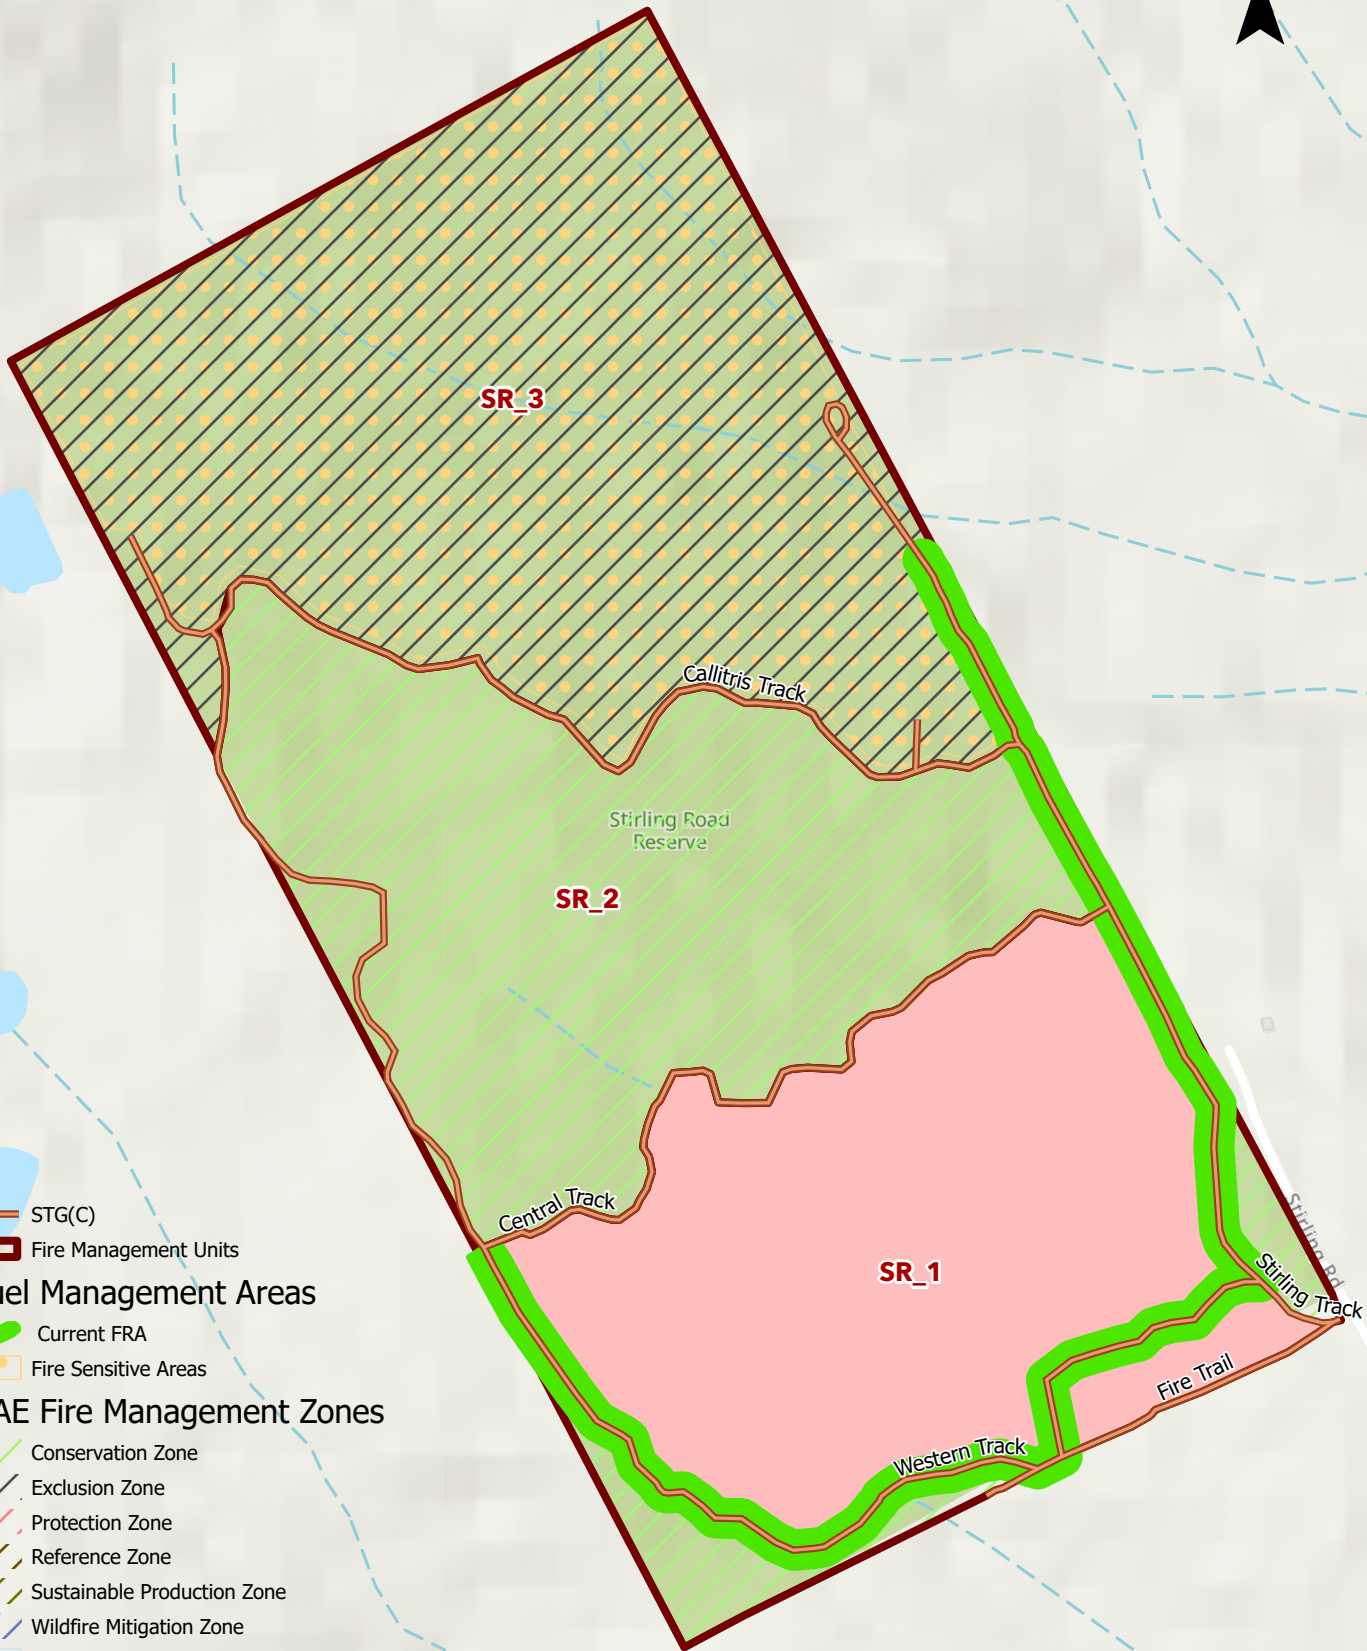 SR_3
Callitris Track
Stirling Road
Reserve
SR_2
Central Track
Stirling Rd
SR_1
Stirling Track
Fire Trail
Western Track
STG(C)
Fire Management Units
uel Management Areas
Current FRA
Fire Sensitive Areas
AE Fire Management Zones
Conservation Zone
Exclusion Zone
Protection Zone
Reference Zone
Sustainable Production Zone
Wildfire Mitigation Zone